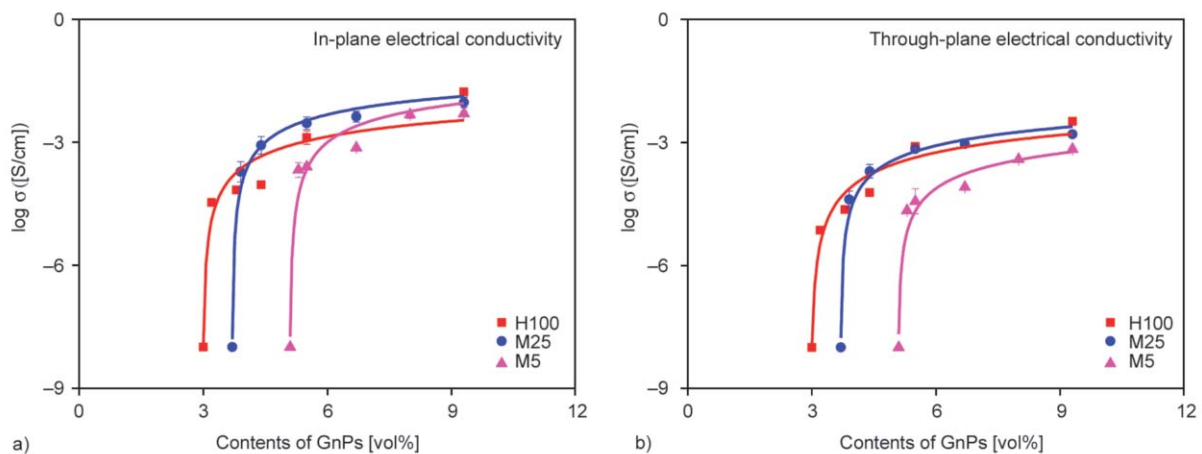 In-plane electrical conductivity
0
–3
–6
–9
log σ ([S/cm])
H100
M25
M5
0 3 6 9 12
Contents of GnPs [vol%]
a)
Through-plane electrical conductivity
0
–3
–6
–9
log σ ([S/cm])
H100
M25
M5
0 3 6 9 12
Contents of GnPs [vol%]
b)